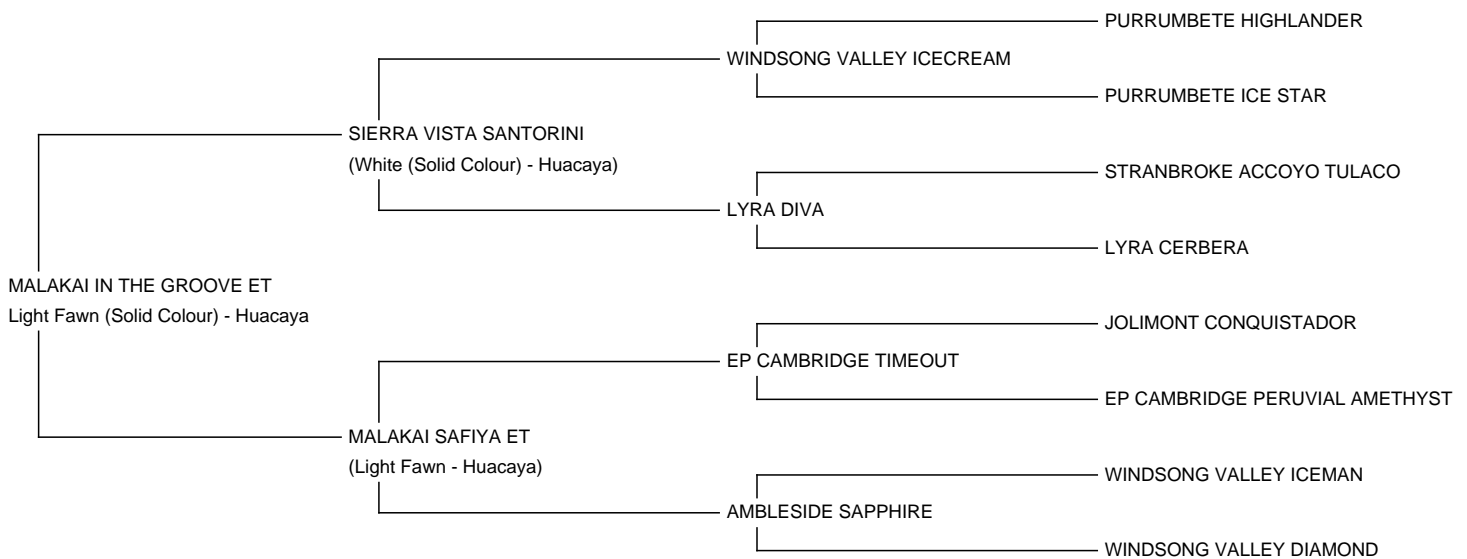 PURRUMBETE HIGHLANDER
WINDSONG VALLEY ICECREAM
PURRUMBETE ICE STAR
SIERRA VISTA SANTORINI
(White (Solid Colour) - Huacaya)
STRANBROKE ACCOYO TULACO
LYRA DIVA
LYRA CERBERA
MALAKAI IN THE GROOVE ET
Light Fawn (Solid Colour) - Huacaya
JOLIMONT CONQUISTADOR
EP CAMBRIDGE TIMEOUT
EP CAMBRIDGE PERUVIAL AMETHYST
MALAKAI SAFIYA ET
(Light Fawn - Huacaya)
WINDSONG VALLEY ICEMAN
AMBLESIDE SAPPHIRE
WINDSONG VALLEY DIAMOND